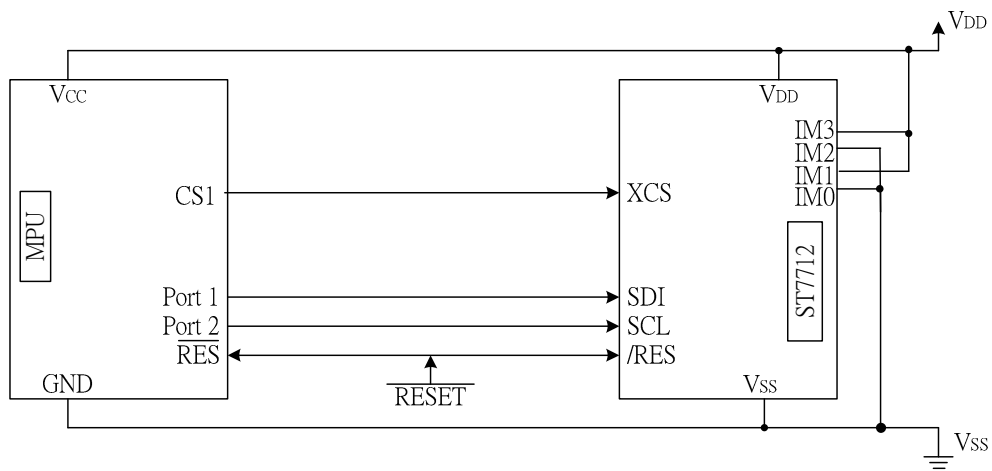 VDD
VCC
VDD
IM3
IM2
IM1
IM0
CS1
XCS
MPU
ST7712
Port 1
SDI
Port 2
SCL
RES
/RES
GND
RESET
VSS
VSS